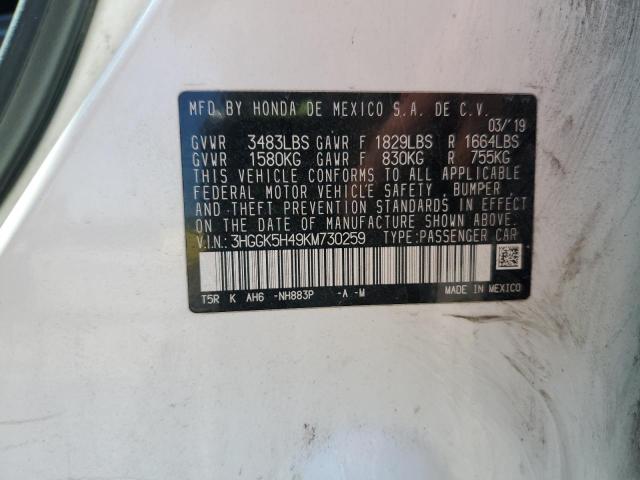 MFD. BY HONDA DE MEXICO S.A. DE C.V.
03/'19
GVWR 3483LBS GAWR F 1829LBS R 1664LBS
GVWR 1580KG GAWR F 830KG R 755KG
THIS VEHICLE CONFORMS TO ALL APPLICABLE
FEDERAL MOTOR VEHICLE SAFETY, BUMPER
AND THEFT PREVENTION STANDARDS IN EFFECT
ON THE DATE OF MANUFACTURE SHOWN ABOVE.
V.I.N.: 3HGGK5H49KM730259 TYPE:PASSENGER CAR
T5R K AH6 -NH883P -A -M MADE IN MEXICO